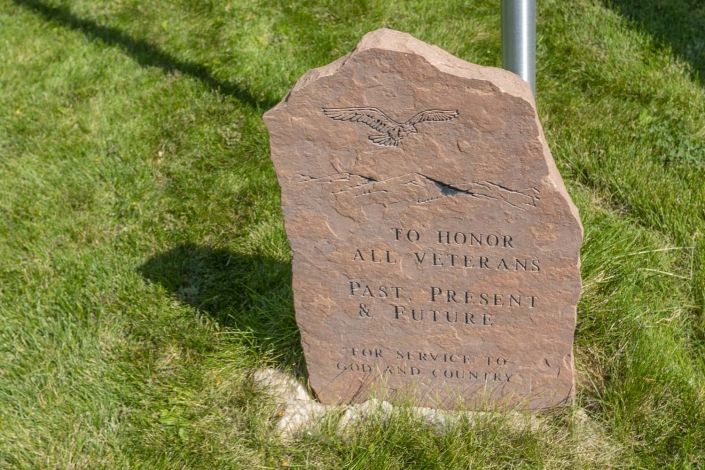 TO HONOR
ALL VETERANS
PAST, PRESENT
& FUTURE
FOR SERVICE TO
GOD AND COUNTRY